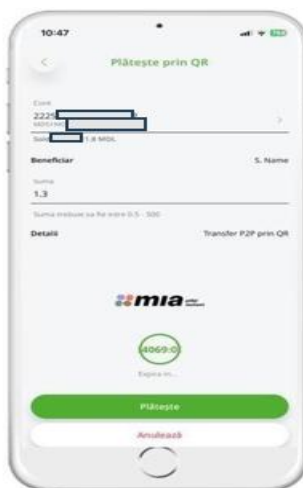 10:47
Plătește prin QR
Cont
2225
Sold 1.8 MDL
Beneficiar S. Name
Suma
1.3
Suma trebuie sa fie intre 0.5 - 500
Detalii Transfer P2P prin QR
mia
Expira in...
Plătește
Anulează